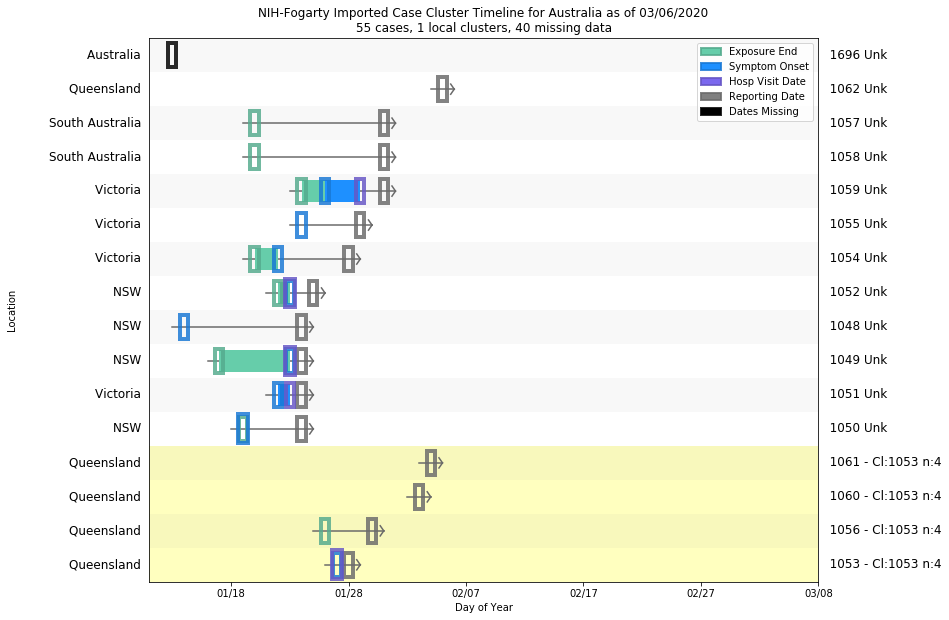 NIH-Fogarty Imported Case Cluster Timeline for Australia as of 03/06/2020
55 cases, 1 local clusters, 40 missing data
Exposure End
Symptom Onset
Hosp Visit Date
Reporting Date
Dates Missing
Location
Australia 1696 Unk
Queensland 1062 Unk
South Australia 1057 Unk
South Australia 1058 Unk
Victoria 1059 Unk
Victoria 1055 Unk
Victoria 1054 Unk
NSW 1052 Unk
NSW 1048 Unk
NSW 1049 Unk
Victoria 1051 Unk
NSW 1050 Unk
Queensland 1061 - Cl:1053 n:4
Queensland 1060 - Cl:1053 n:4
Queensland 1056 - Cl:1053 n:4
Queensland 1053 - Cl:1053 n:4
01/18 01/28 02/07 02/17 02/27 03/08
Day of Year